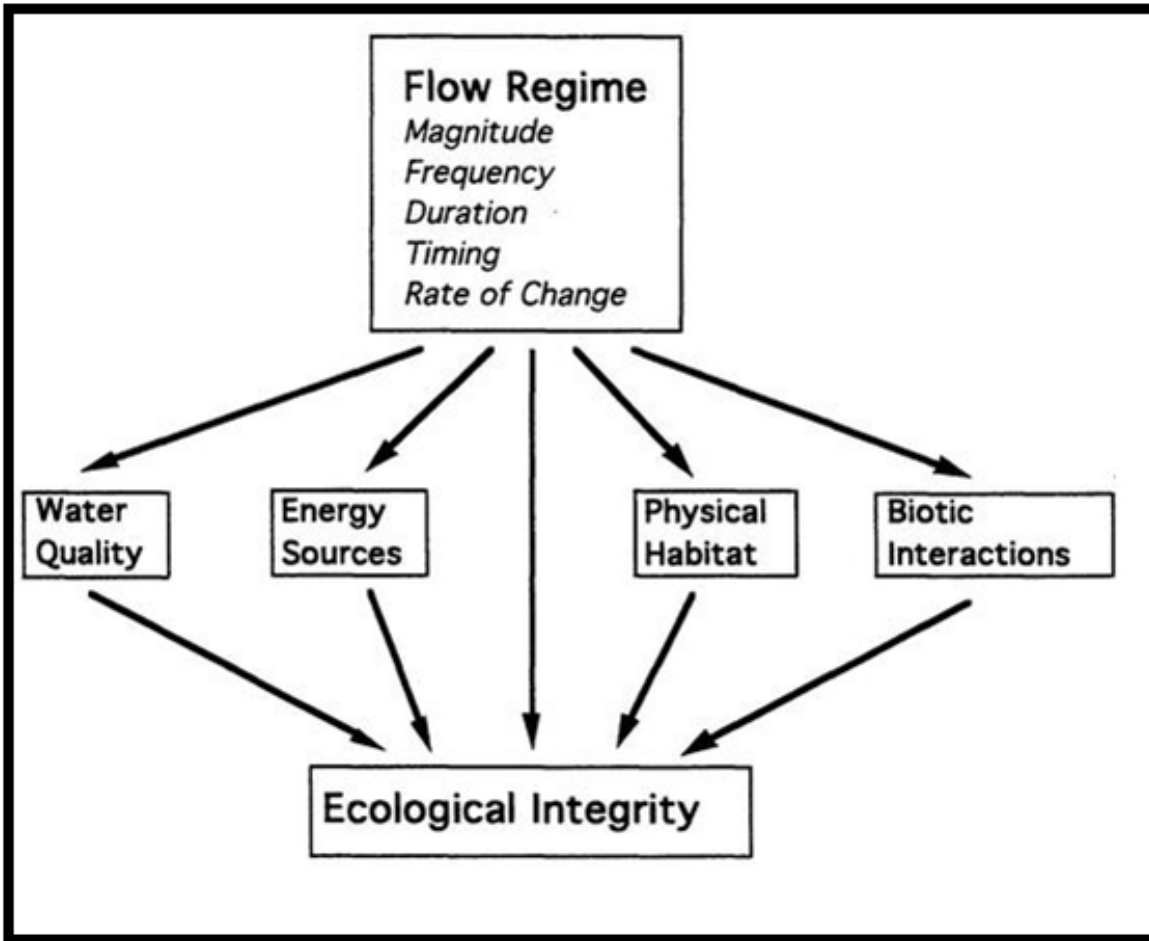 Flow Regime
Magnitude
Frequency
Duration
Timing
Rate of Change
Water
Quality
Energy
Sources
Physical
Habitat
Biotic
Interactions
Ecological Integrity